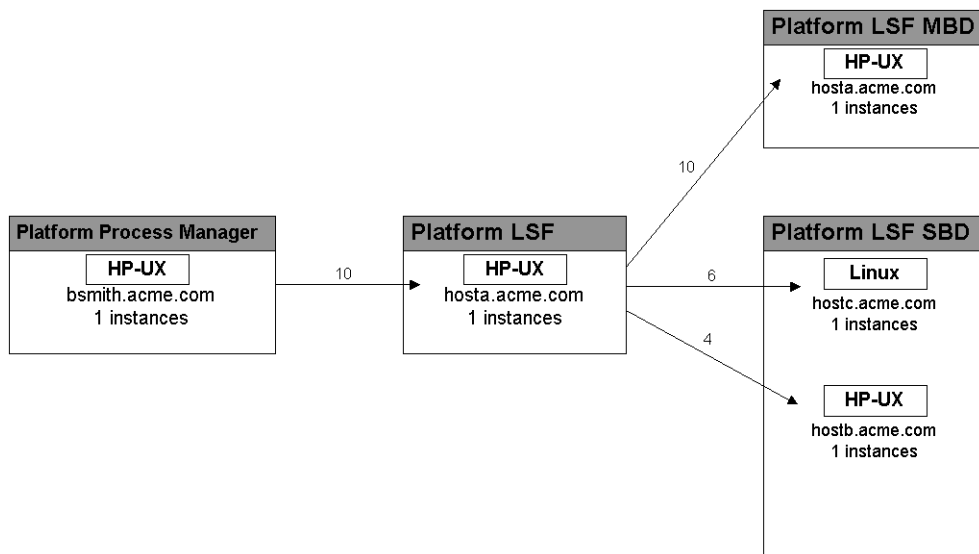 Platform LSF MBD
HP-UX
hosta.acme.com
1 instances
10
Platform Process Manager
HP-UX
bsmith.acme.com
1 instances
10
Platform LSF
HP-UX
hosta.acme.com
1 instances
6
4
Platform LSF SBD
Linux
hostc.acme.com
1 instances
HP-UX
hostb.acme.com
1 instances